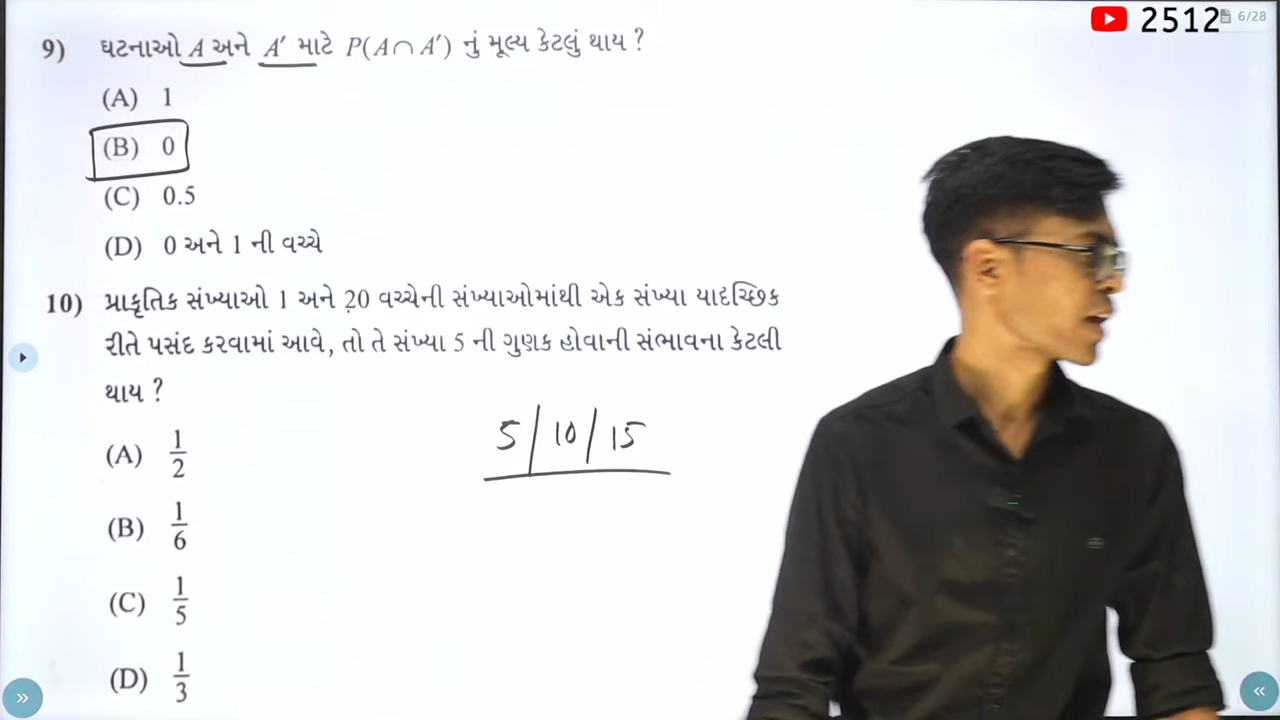 2512
6/28
9) ઘટનાઓ A અને A' માટે P(A ∩ A') નું મૂલ્ય કેટલું થાય ?
(A) 1
(B) 0
(C) 0.5
(D) 0 અને 1 ની વચ્ચે
10) પ્રાકૃતિક સંખ્યાઓ 1 અને 20 વચ્ચેની સંખ્યાઓમાંથી એક સંખ્યા યાદચ્છિક
રીતે પસંદ કરવામાં આવે, તો તે સંખ્યા 5 ની ગુણક હોવાની સંભાવના કેટલી
થાય ?
5 / 10 / 15
(A) 1/2
(B) 1/6
(C) 1/5
(D) 1/3